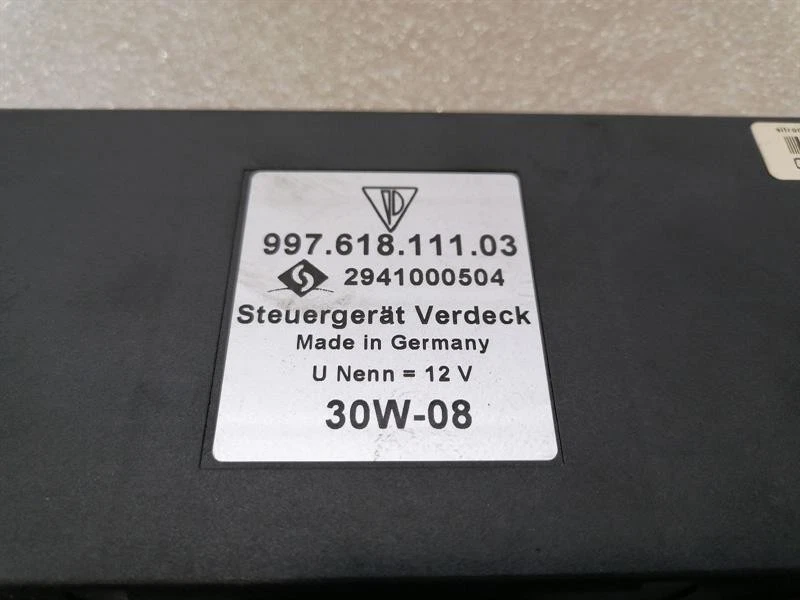 997.618.111.03
2941000504
Steuergerät Verdeck
Made in Germany
U Nenn = 12 V
30W-08